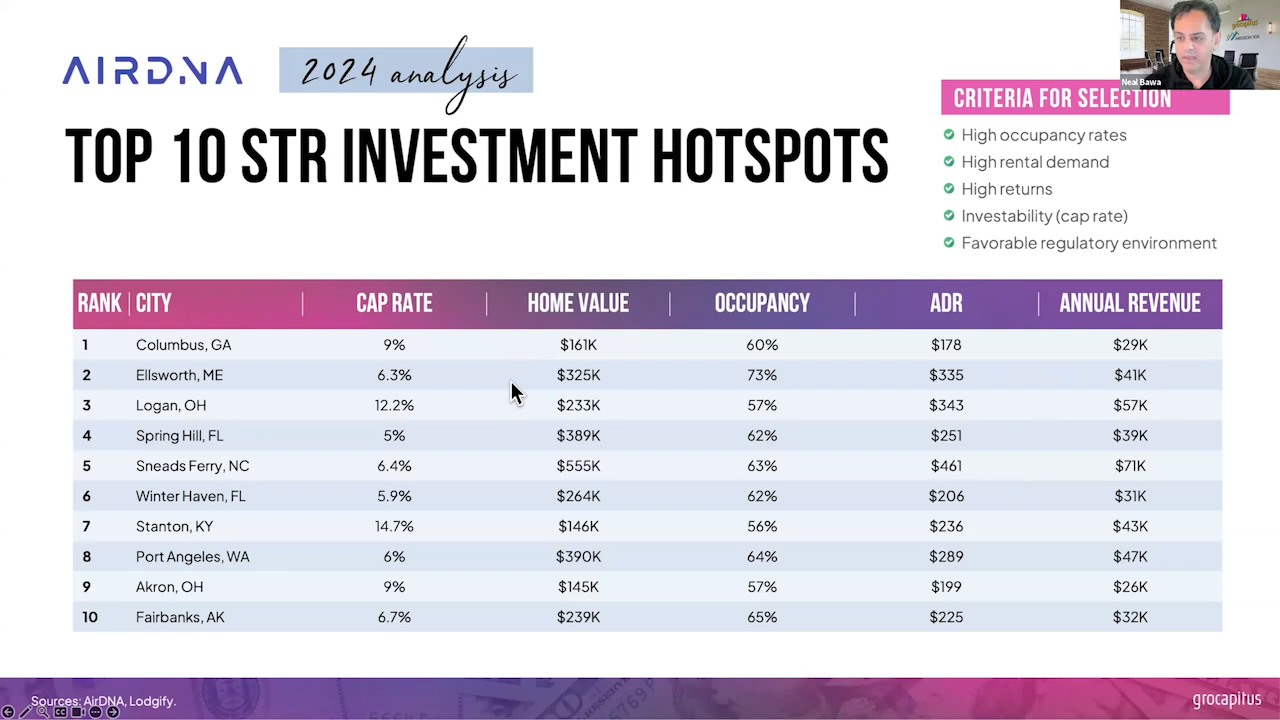 grocapitus
MISSION 10K
Neal Bawa
AIRDNA 2024 analysis
TOP 10 STR INVESTMENT HOTSPOTS
CRITERIA FOR SELECTION
High occupancy rates
High rental demand
High returns
Investability (cap rate)
Favorable regulatory environment
RANK | CITY | CAP RATE | HOME VALUE | OCCUPANCY | ADR | ANNUAL REVENUE
1 Columbus, GA 9% $161K 60% $178 $29K
2 Ellsworth, ME 6.3% $325K 73% $335 $41K
3 Logan, OH 12.2% $233K 57% $343 $57K
4 Spring Hill, FL 5% $389K 62% $251 $39K
5 Sneads Ferry, NC 6.4% $555K 63% $461 $71K
6 Winter Haven, FL 5.9% $264K 62% $206 $31K
7 Stanton, KY 14.7% $146K 56% $236 $43K
8 Port Angeles, WA 6% $390K 64% $289 $47K
9 Akron, OH 9% $145K 57% $199 $26K
10 Fairbanks, AK 6.7% $239K 65% $225 $32K
Sources: AirDNA, Lodgify.
grocapitus